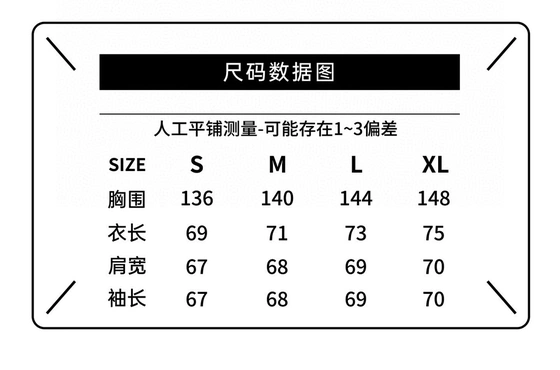 尺码数据图
人工平铺测量-可能存在1~3偏差
SIZE S M L XL
胸围 136 140 144 148
衣长 69 71 73 75
肩宽 67 68 69 70
袖长 67 68 69 70